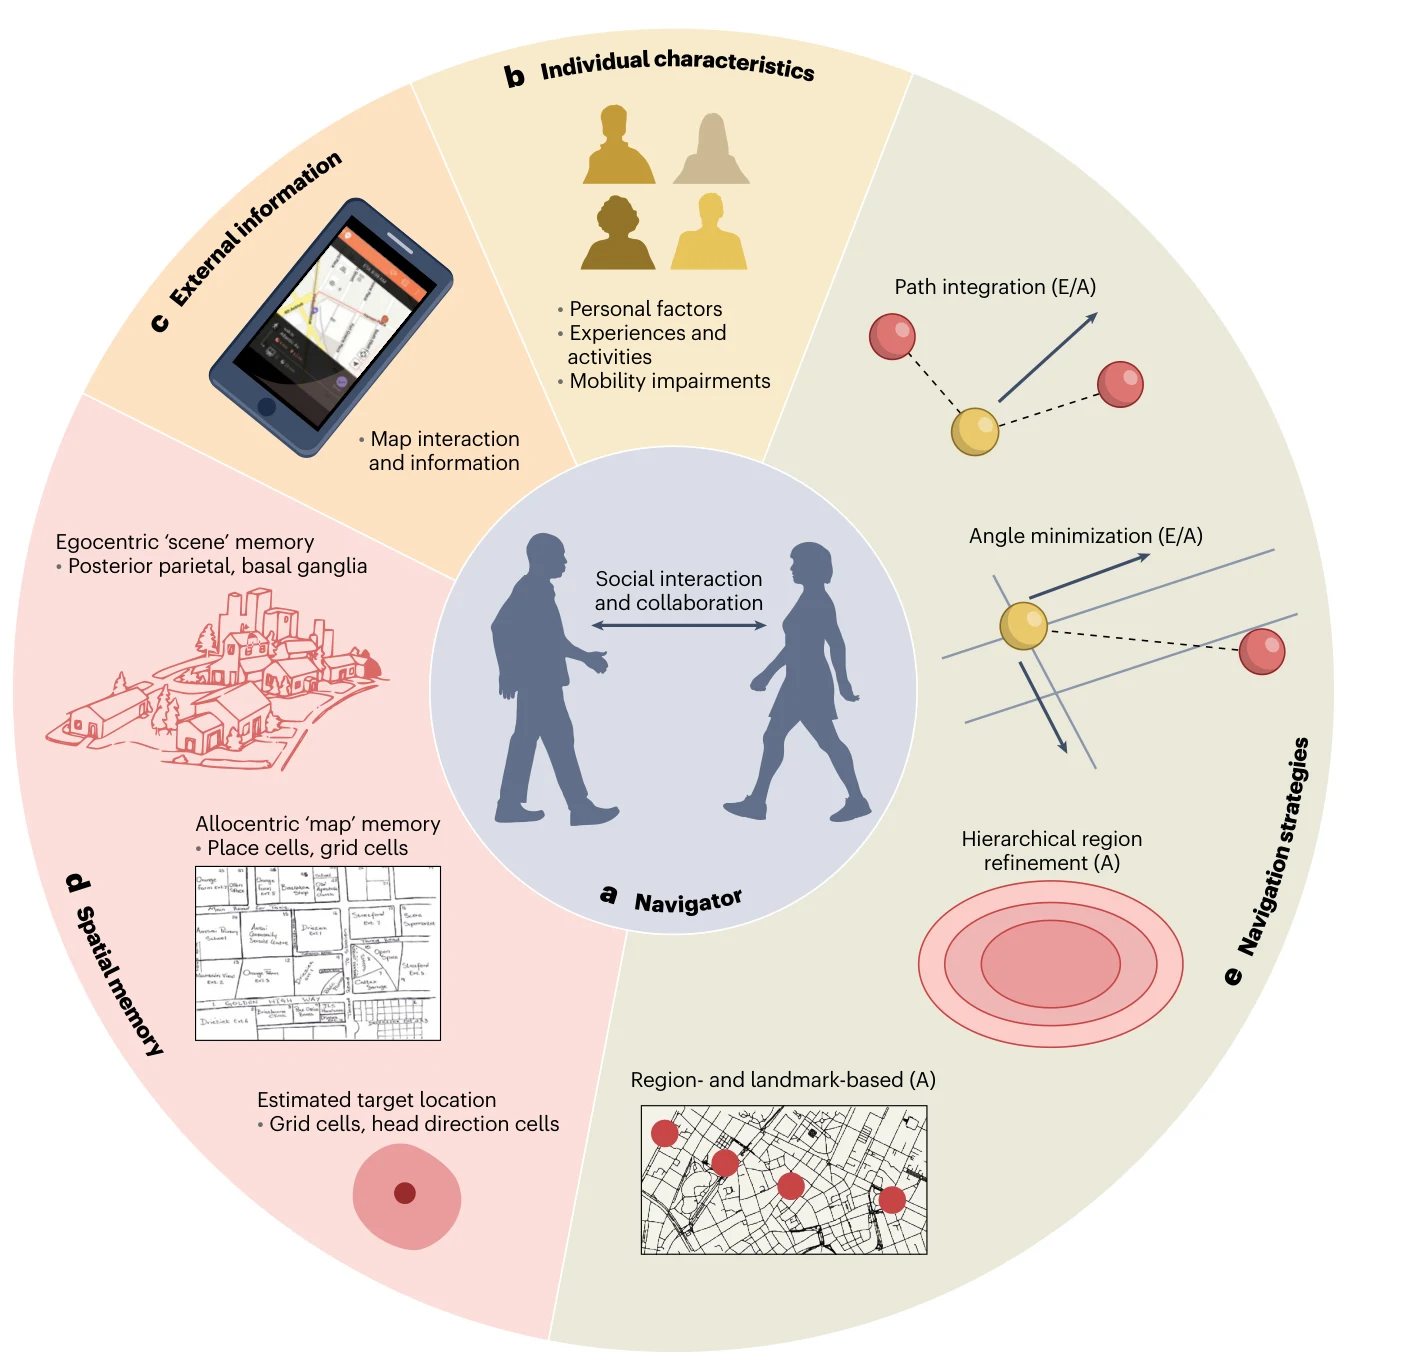 b Individual characteristics
• Personal factors
• Experiences and
activities
• Mobility impairments
c External information
• Map interaction
and information
Egocentric ‘scene’ memory
• Posterior parietal, basal ganglia
Allocentric ‘map’ memory
• Place cells, grid cells
GOLDEN HIGH WAY
Estimated target location
• Grid cells, head direction cells
d Spatial memory
Social interaction
and collaboration
a Navigator
Path integration (E/A)
Angle minimization (E/A)
Hierarchical region
refinement (A)
Region- and landmark-based (A)
e Navigation strategies